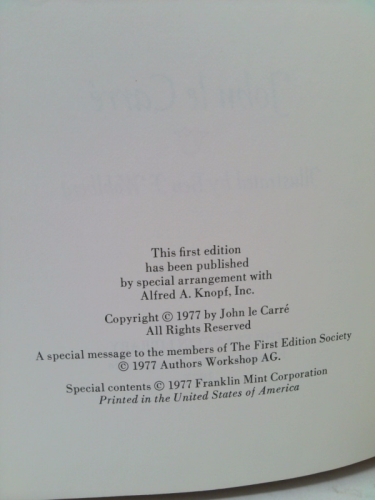 This first edition
has been published
by special arrangement with
Alfred A. Knopf, Inc.
Copyright © 1977 by John le Carré
All Rights Reserved
A special message to the members of The First Edition Society
© 1977 Authors Workshop AG.
Special contents © 1977 Franklin Mint Corporation
Printed in the United States of America